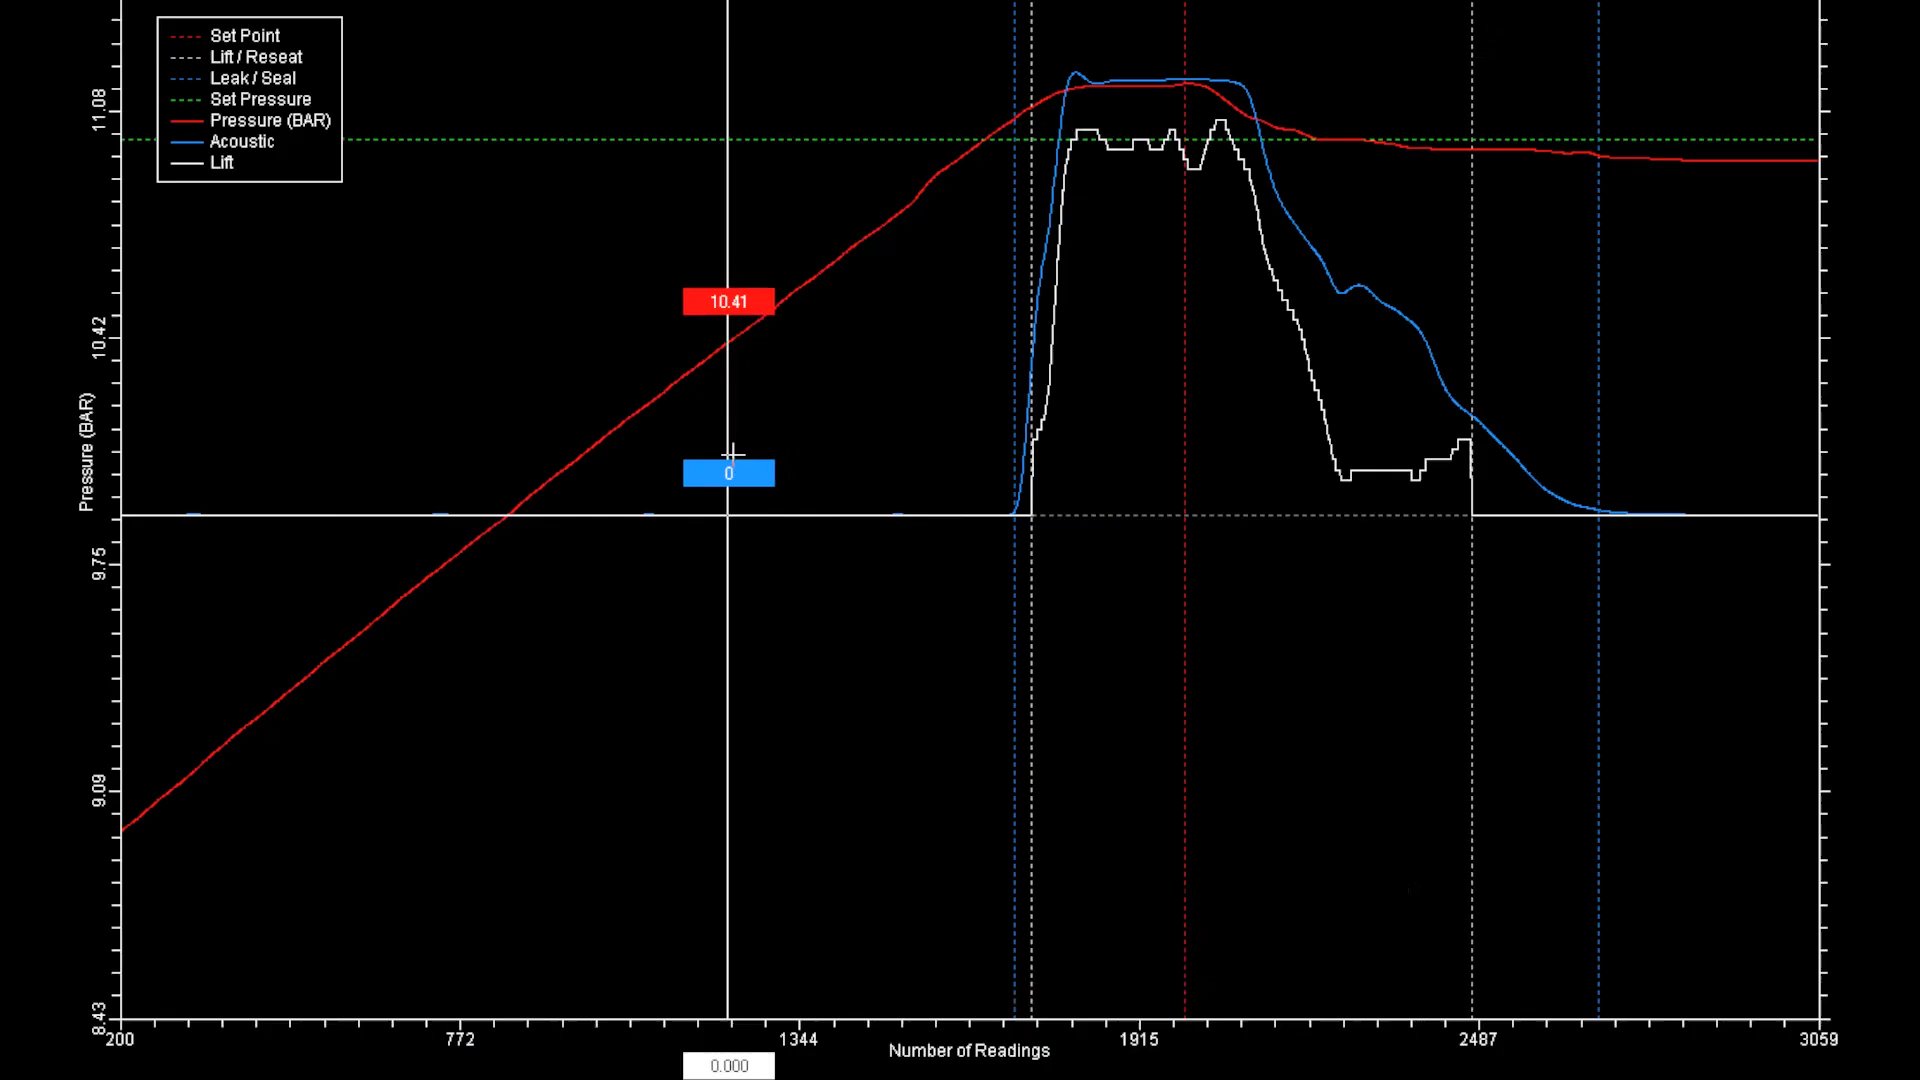 Set Point
Lift / Reseat
Leak / Seal
Set Pressure
Pressure (BAR)
Acoustic
Lift
11.08
10.42
9.75
9.09
8.43
Pressure (BAR)
10.41
0
200 772 1344 1915 2487 3059
Number of Readings
0.000